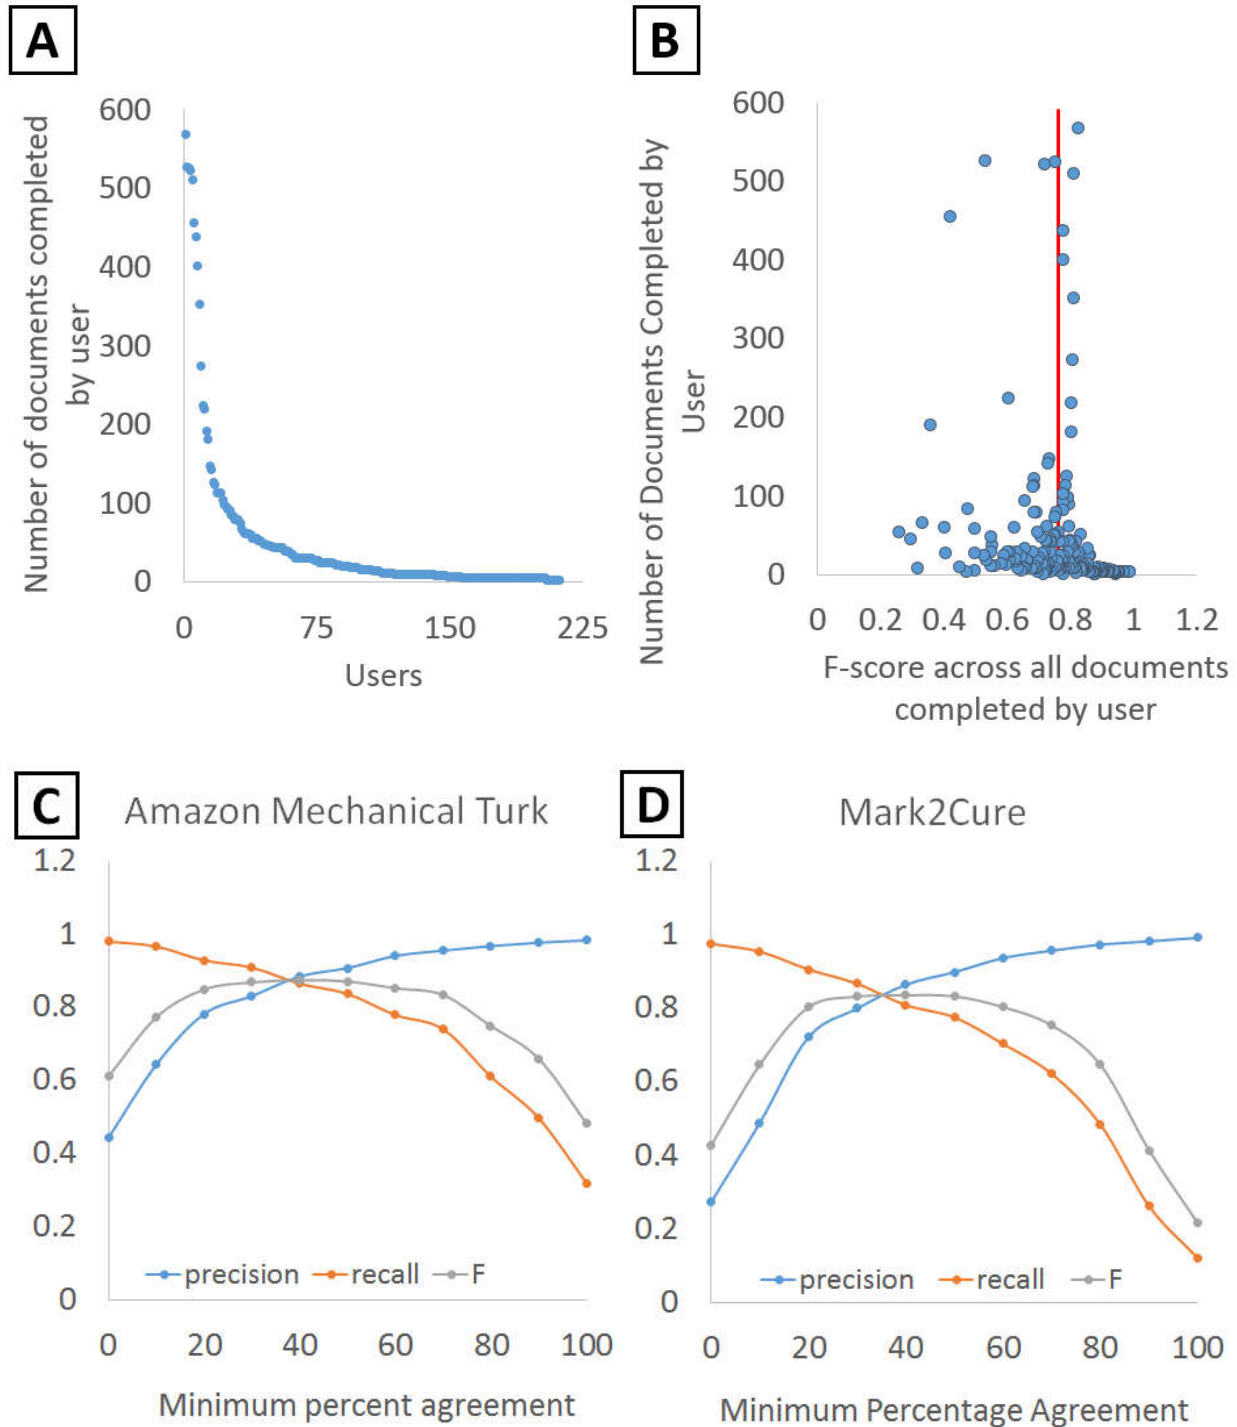 A
Number of documents completed
by user
600
500
400
300
200
100
0
0 75 150 225
Users
B
Number of Documents Completed by
User
600
500
400
300
200
100
0
0 0.2 0.4 0.6 0.8 1 1.2
F-score across all documents
completed by user
C
Amazon Mechanical Turk
1.2
1
0.8
0.6
0.4
0.2
0
precision recall F
0 20 40 60 80 100
Minimum percent agreement
D
Mark2Cure
1.2
1
0.8
0.6
0.4
0.2
0
precision recall F
0 20 40 60 80 100
Minimum Percentage Agreement